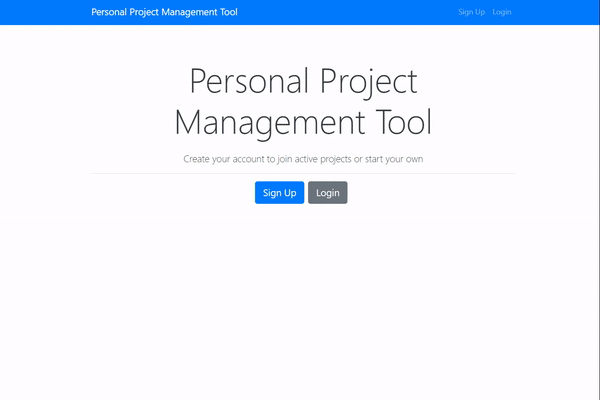 Personal Project Management Tool
Sign Up Login
Personal Project
Management Tool
Create your account to join active projects or start your own
Sign Up Login